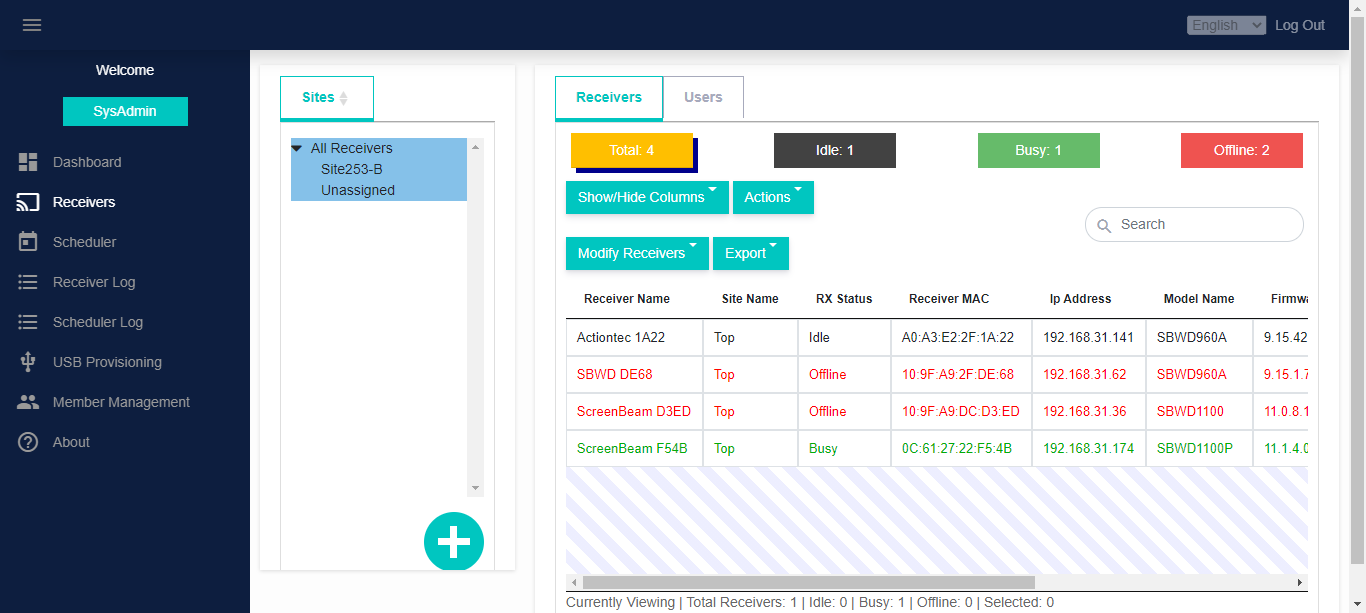 English Log Out
Welcome
SysAdmin
Dashboard
Receivers
Scheduler
Receiver Log
Scheduler Log
USB Provisioning
Member Management
About
Sites
All Receivers
Site253-B
Unassigned
Receivers Users
Total: 4 Idle: 1 Busy: 1 Offline: 2
Show/Hide Columns Actions
Search
Modify Receivers Export
Receiver Name Site Name RX Status Receiver MAC Ip Address Model Name Firmwa
Actiontec 1A22 Top Idle A0:A3:E2:2F:1A:22 192.168.31.141 SBWD960A 9.15.42
SBWD DE68 Top Offline 10:9F:A9:2F:DE:68 192.168.31.62 SBWD960A 9.15.1.7
ScreenBeam D3ED Top Offline 10:9F:A9:DC:D3:ED 192.168.31.36 SBWD1100 11.0.8.1
ScreenBeam F54B Top Busy 0C:61:27:22:F5:4B 192.168.31.174 SBWD1100P 11.1.4.0
Currently Viewing | Total Receivers: 1 | Idle: 0 | Busy: 1 | Offline: 0 | Selected: 0